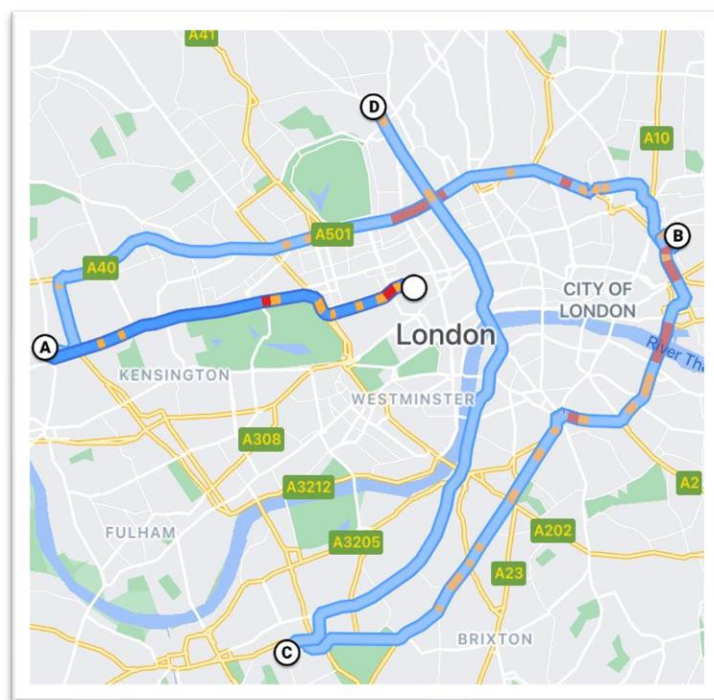 A41
D
A10
A501
B
A40
CITY OF
LONDON
A
London
River Tha
KENSINGTON
WESTMINSTER
A308
A3212
A2
FULHAM
A3205
A202
A23
C
BRIXTON